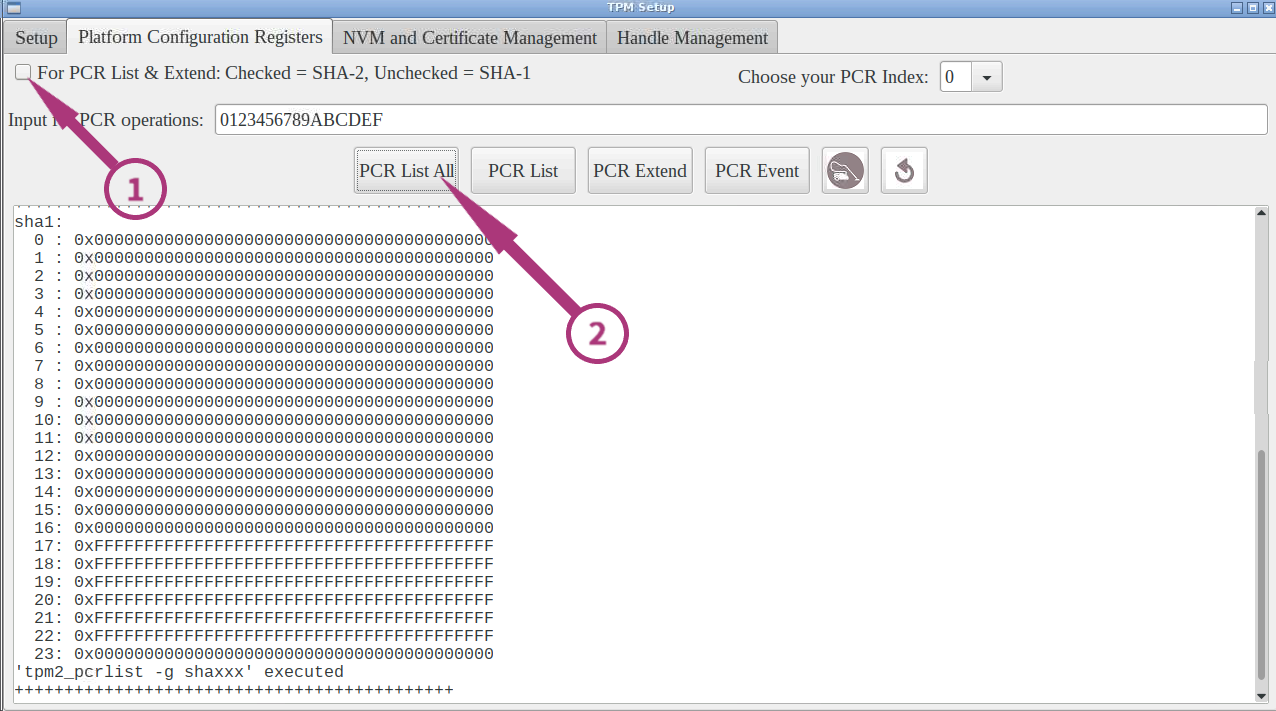 TPM Setup
Setup Platform Configuration Registers NVM and Certificate Management Handle Management
For PCR List & Extend: Checked = SHA-2, Unchecked = SHA-1 Choose your PCR Index: 0
Input PCR operations: 0123456789ABCDEF
PCR List All PCR List PCR Extend PCR Event
1
sha1:
0 : 0x0000000000000000000000000000000000000000
1 : 0x0000000000000000000000000000000000000000
2 : 0x0000000000000000000000000000000000000000
3 : 0x0000000000000000000000000000000000000000
4 : 0x0000000000000000000000000000000000000000
5 : 0x0000000000000000000000000000000000000000
2
6 : 0x0000000000000000000000000000000000000000
7 : 0x0000000000000000000000000000000000000000
8 : 0x0000000000000000000000000000000000000000
9 : 0x0000000000000000000000000000000000000000
10: 0x0000000000000000000000000000000000000000
11: 0x0000000000000000000000000000000000000000
12: 0x0000000000000000000000000000000000000000
13: 0x0000000000000000000000000000000000000000
14: 0x0000000000000000000000000000000000000000
15: 0x0000000000000000000000000000000000000000
16: 0x0000000000000000000000000000000000000000
17: 0xFFFFFFFFFFFFFFFFFFFFFFFFFFFFFFFFFFFFFFFF
18: 0xFFFFFFFFFFFFFFFFFFFFFFFFFFFFFFFFFFFFFFFF
19: 0xFFFFFFFFFFFFFFFFFFFFFFFFFFFFFFFFFFFFFFFF
20: 0xFFFFFFFFFFFFFFFFFFFFFFFFFFFFFFFFFFFFFFFF
21: 0xFFFFFFFFFFFFFFFFFFFFFFFFFFFFFFFFFFFFFFFF
22: 0xFFFFFFFFFFFFFFFFFFFFFFFFFFFFFFFFFFFFFFFF
23: 0x0000000000000000000000000000000000000000
'tpm2_pcrlist -g shaxxx' executed
++++++++++++++++++++++++++++++++++++++++++++